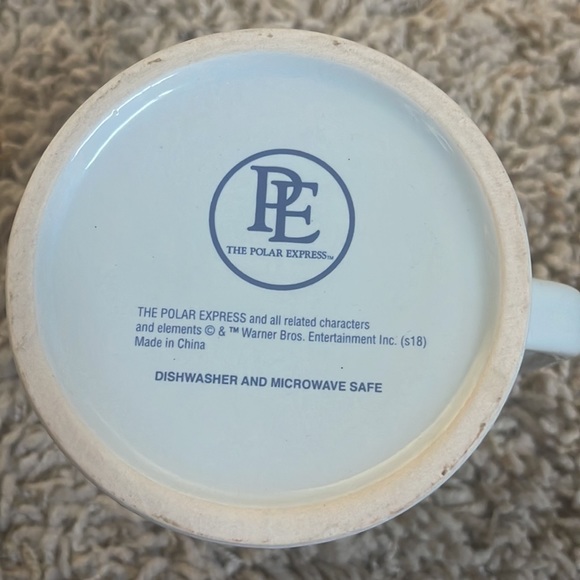 PE
THE POLAR EXPRESS™
THE POLAR EXPRESS and all related characters
and elements © & ™ Warner Bros. Entertainment Inc. (s18)
Made in China
DISHWASHER AND MICROWAVE SAFE